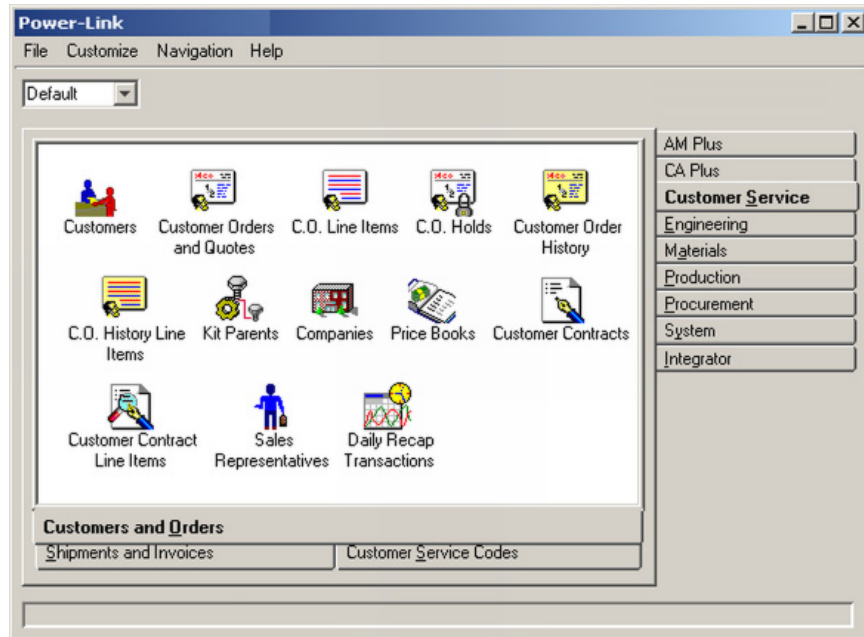 Power-Link
File Customize Navigation Help
Default
AM Plus
CA Plus
Customer Service
Engineering
Materials
Production
Procurement
System
Integrator
Customers
Customer Orders
and Quotes
C.O. Line Items
C.O. Holds
Customer Order
History
C.O. History Line
Items
Kit Parents
Companies
Price Books
Customer Contracts
Customer Contract
Line Items
Sales
Representatives
Daily Recap
Transactions
Customers and Orders
Shipments and Invoices
Customer Service Codes